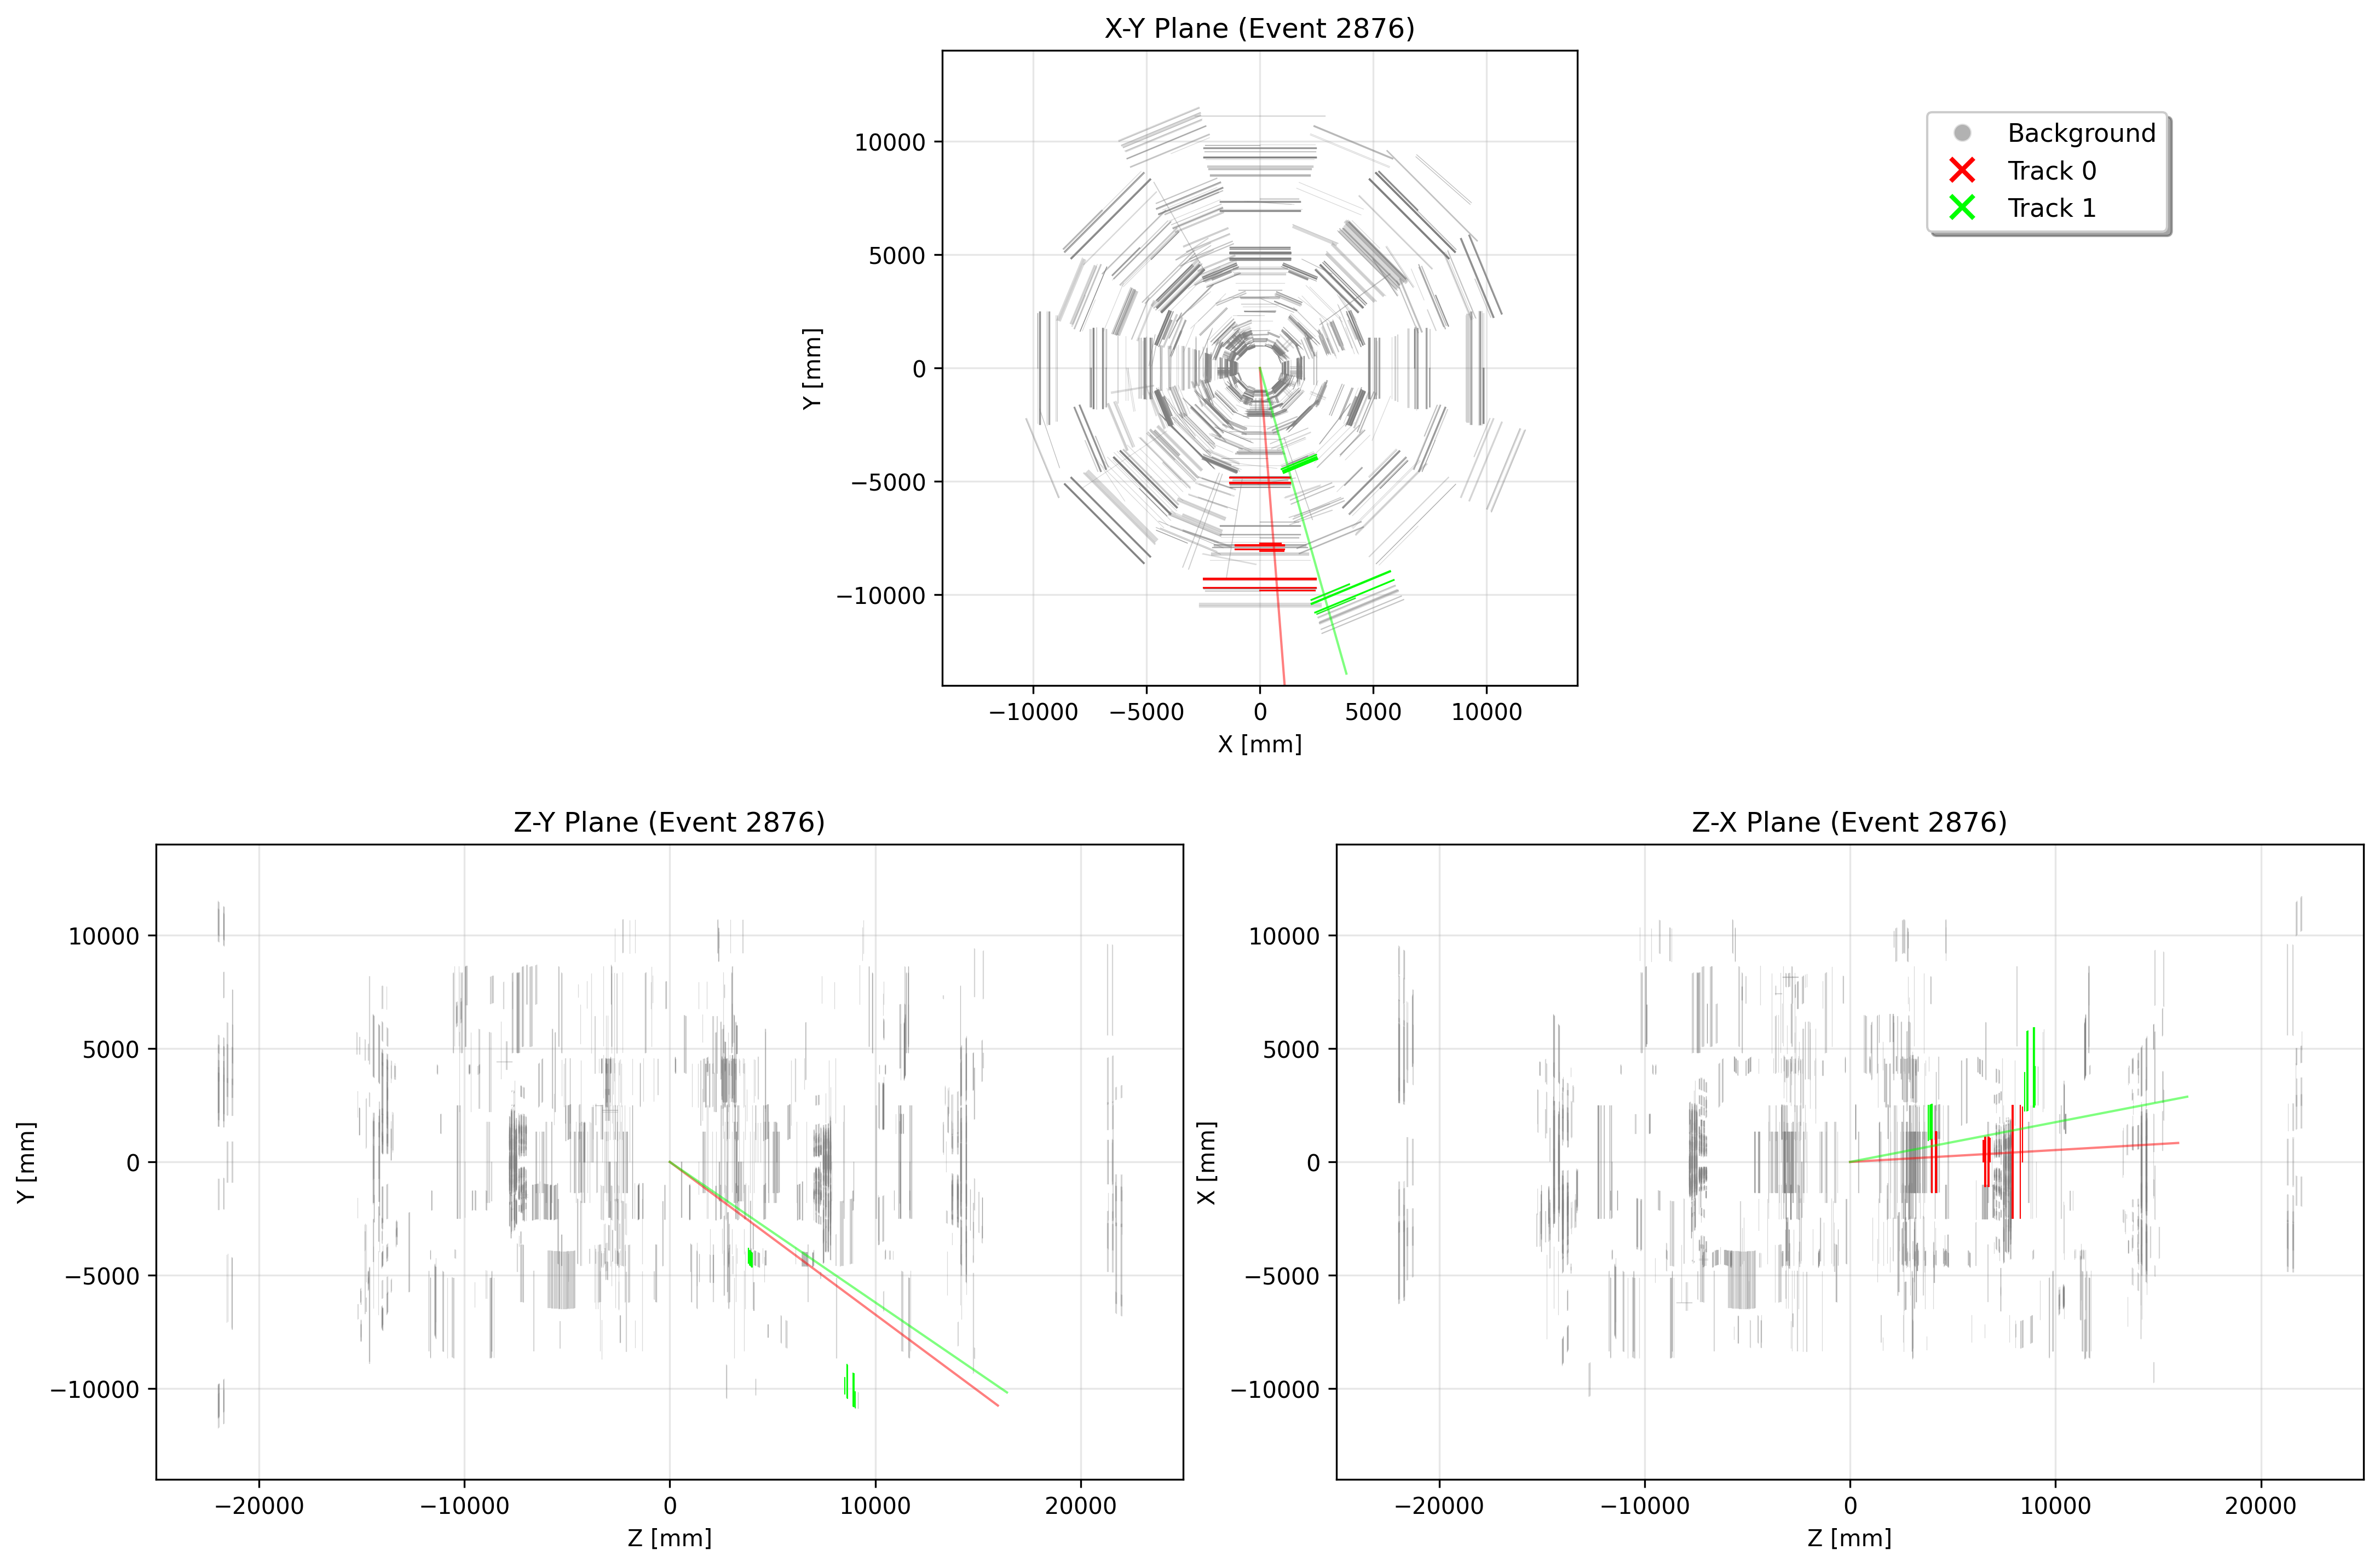 X-Y Plane (Event 2876)
Background
Track 0
Track 1
10000
5000
0
−5000
−10000
Y [mm]
−10000 −5000 0 5000 10000
X [mm]
Z-Y Plane (Event 2876)
10000
5000
0
−5000
−10000
Y [mm]
−20000 −10000 0 10000 20000
Z [mm]
Z-X Plane (Event 2876)
10000
5000
0
−5000
−10000
X [mm]
−20000 −10000 0 10000 20000
Z [mm]